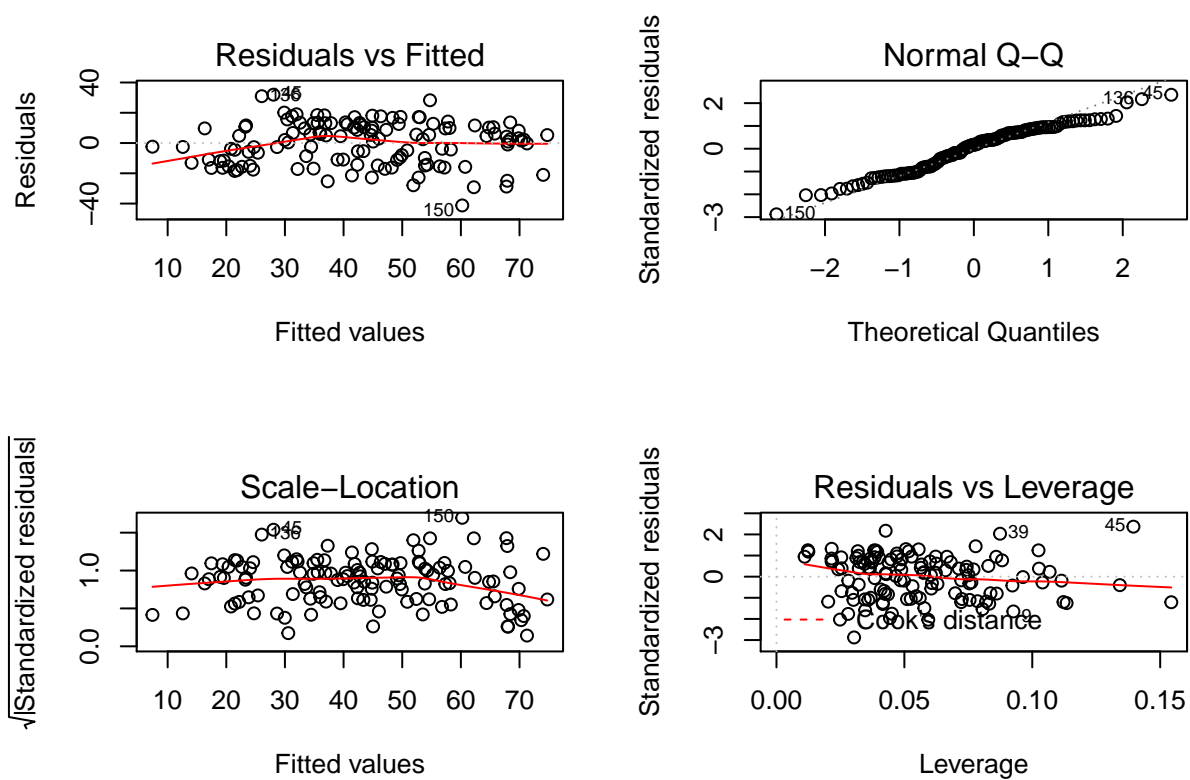 Residuals vs Fitted
Residuals
40
0
−40
45
136
150
10 20 30 40 50 60 70
Fitted values
Normal Q−Q
Standardized residuals
2
0
−3
136
45
150
−2 −1 0 1 2
Theoretical Quantiles
Scale−Location
√|Standardized residuals|
1.0
0.0
45
136
150
10 20 30 40 50 60 70
Fitted values
Residuals vs Leverage
Standardized residuals
2
0
−3
45
39
9
Cook's distance
0.00 0.05 0.10 0.15
Leverage